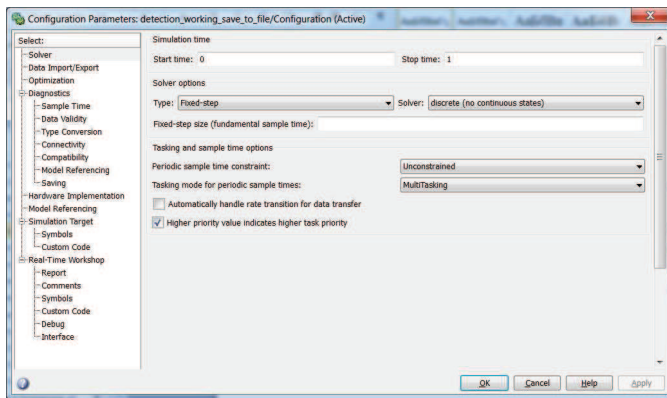 Configuration Parameters: detection_working_save_to_file/Configuration (Active)
Select:
Solver
Data Import/Export
Optimization
Diagnostics
Sample Time
Data Validity
Type Conversion
Connectivity
Compatibility
Model Referencing
Saving
Hardware Implementation
Model Referencing
Simulation Target
Symbols
Custom Code
Real-Time Workshop
Report
Comments
Symbols
Custom Code
Debug
Interface
Simulation time
Start time: 0 Stop time: 1
Solver options
Type: Fixed-step Solver: discrete (no continuous states)
Fixed-step size (fundamental sample time):
Tasking and sample time options
Periodic sample time constraint: Unconstrained
Tasking mode for periodic sample times: MultiTasking
Automatically handle rate transition for data transfer
Higher priority value indicates higher task priority
OK Cancel Help Apply